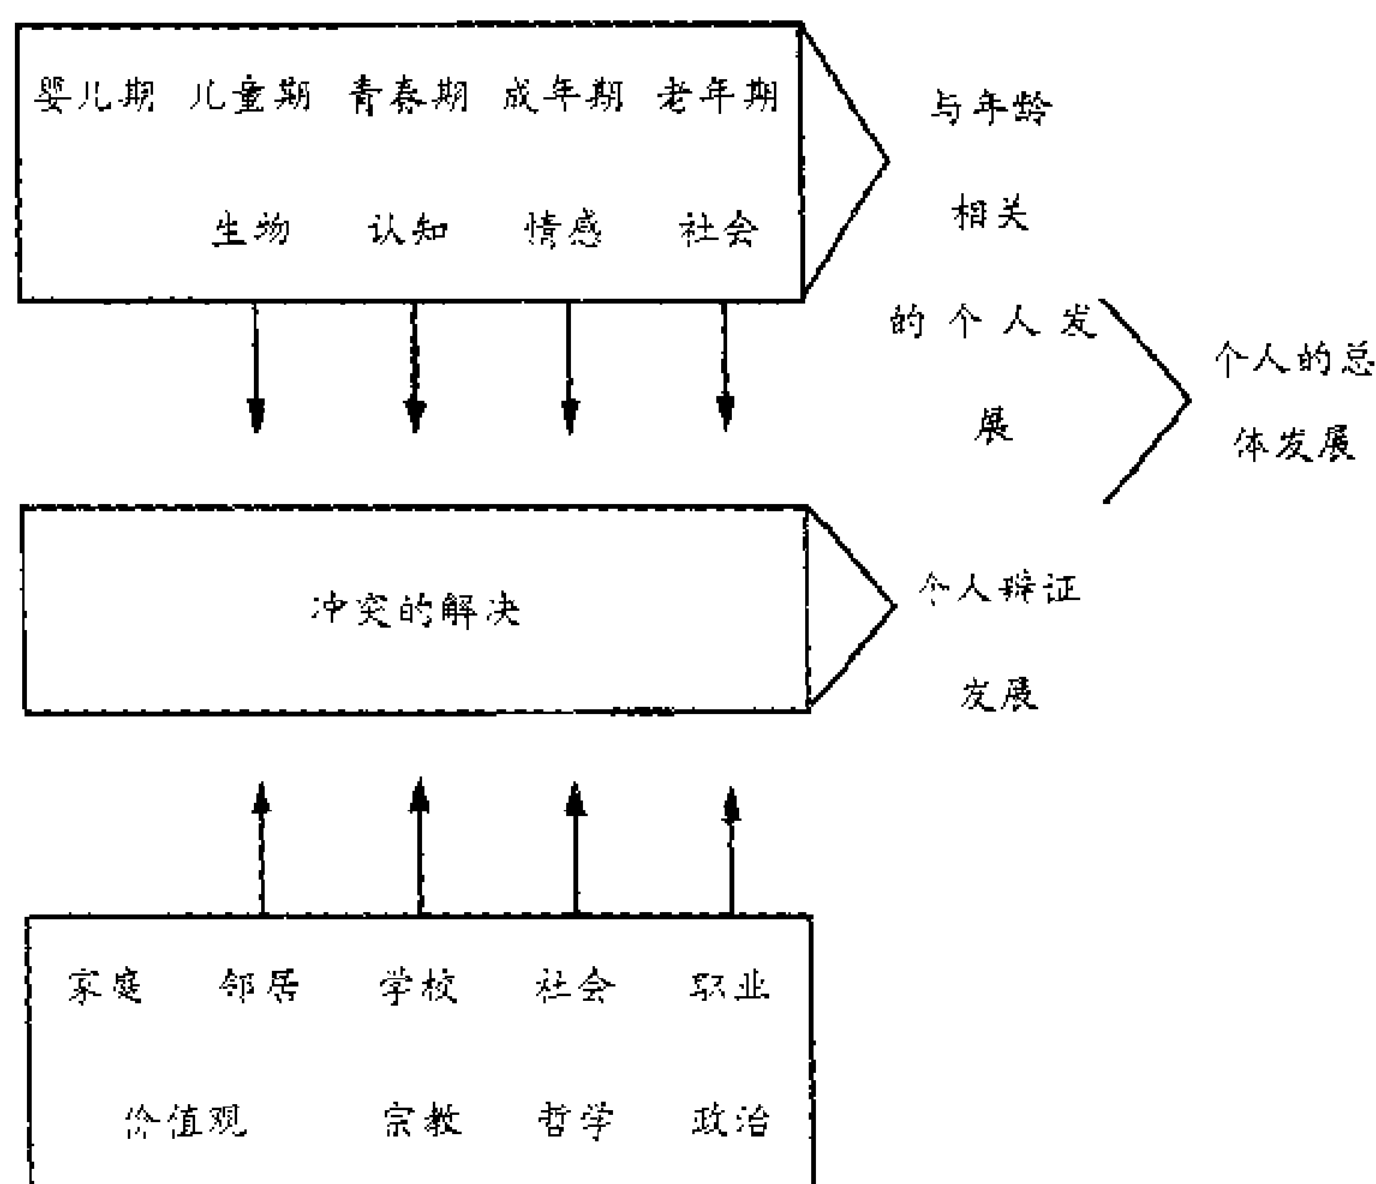 婴儿期 儿童期 青春期 成年期 老年期
生物 认知 情感 社会
与年龄
相关
的个人发
展
个人的总
体发展
冲突的解决
个人辩证
发展
家庭 邻居 学校 社会 职业
价值观 宗教 哲学 政治